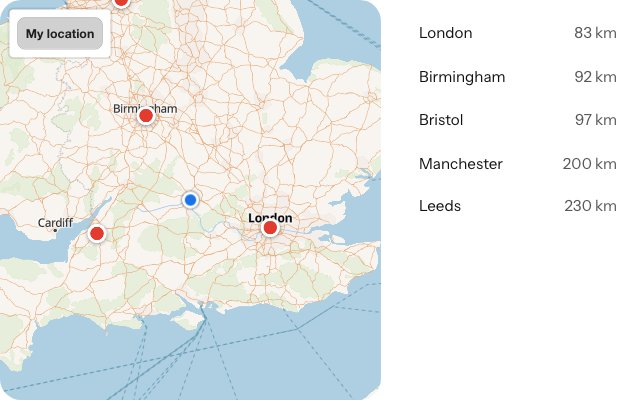 My location
Birmingham
Cardiff
London
London 83 km
Birmingham 92 km
Bristol 97 km
Manchester 200 km
Leeds 230 km